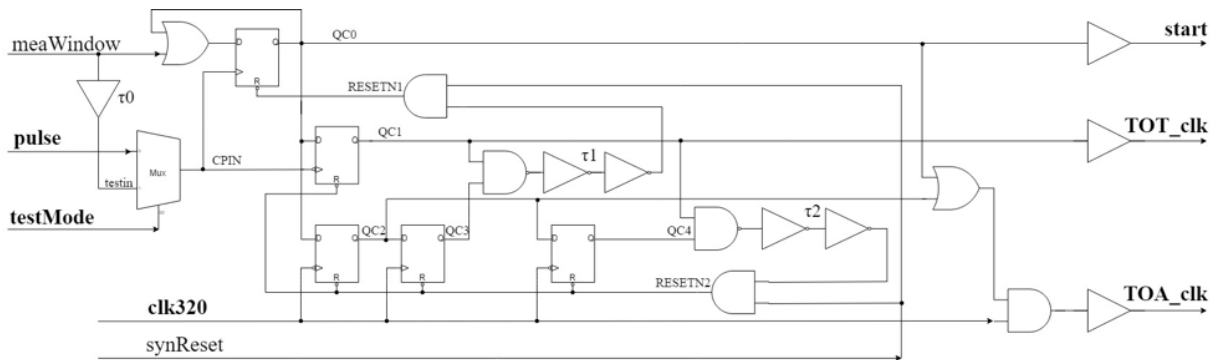 meaWindow
QC0
start
R
τ0
RESETN1
pulse
QC1
TOT_clk
Mux
CPIN
τ1
testin
R
testMode
QC2
QC3
QC4
τ2
R
R
R
RESETN2
TOA_clk
clk320
synReset